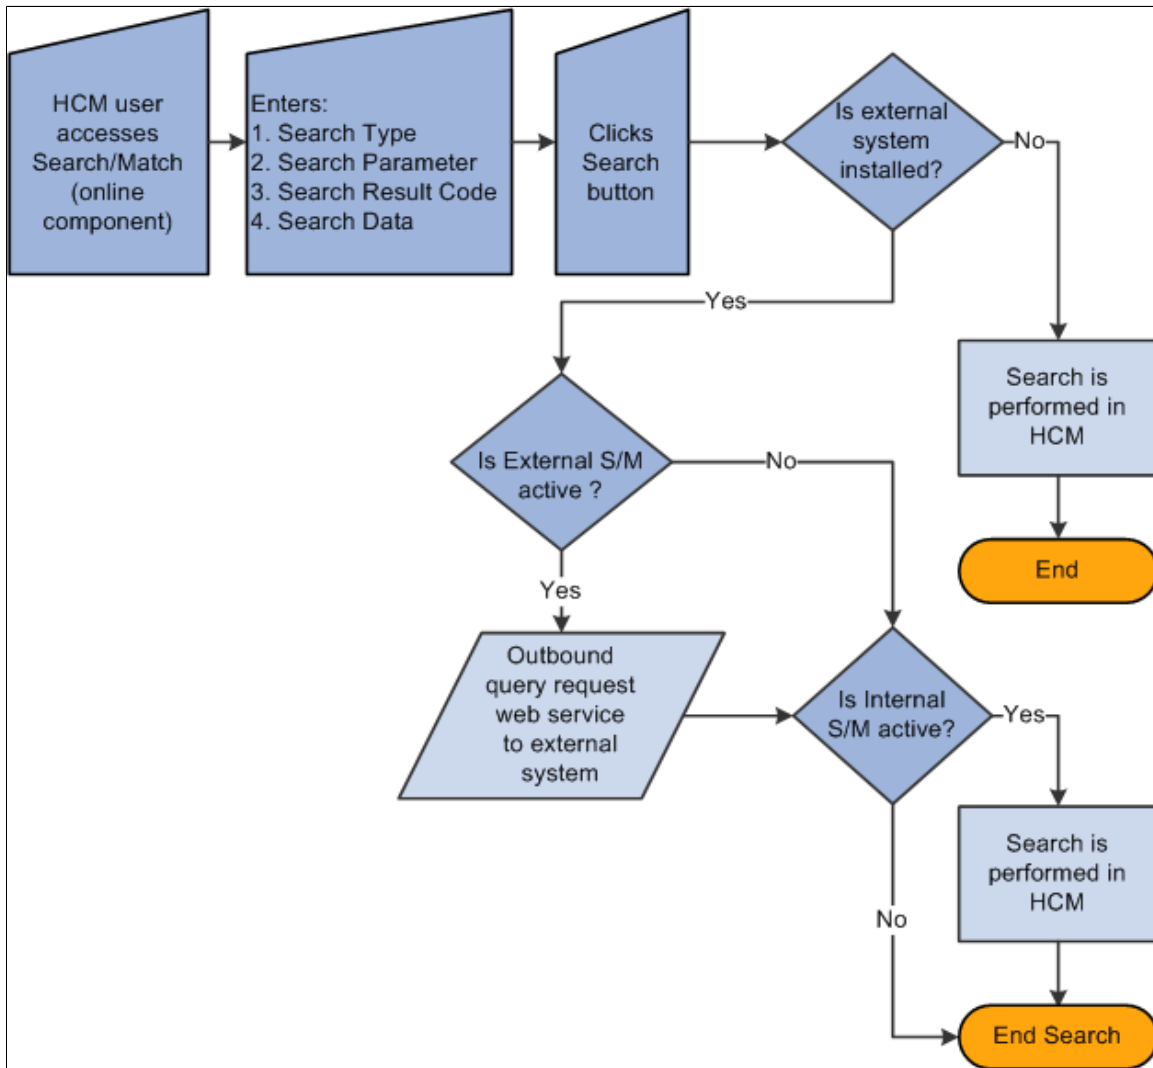 HCM user
accesses
Search/Match
(online
component)
Enters:
1. Search Type
2. Search Parameter
3. Search Result Code
4. Search Data
Clicks
Search
button
Is external
system
installed?
No
Yes
Search is
performed in
HCM
End
Is External S/M
active ?
No
Yes
Outbound
query request
web service
to external
system
Is Internal
S/M active?
Yes
No
Search is
performed in
HCM
End Search